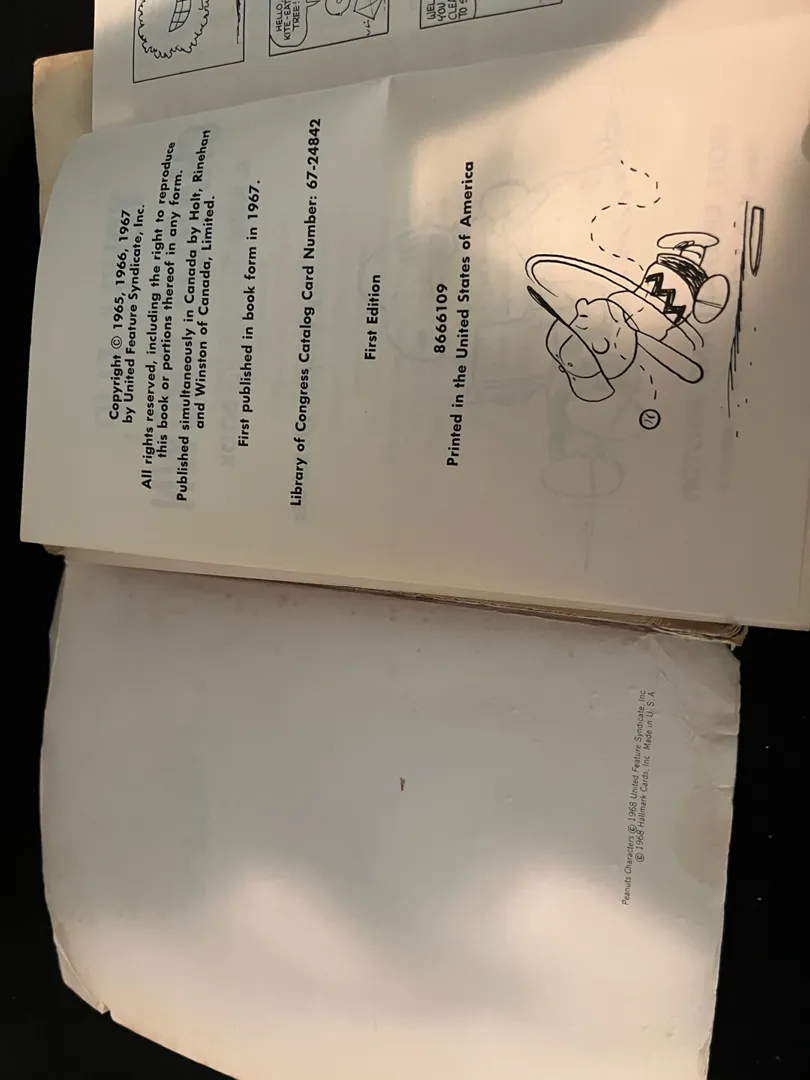 HELLO,
KITE-EAT
TREE!
WEL
YOU
CLEA
TO S
Copyright © 1965, 1966, 1967
by United Feature Syndicate, Inc.
All rights reserved, including the right to reproduce
this book or portions thereof in any form.
Published simultaneously in Canada by Holt, Rinehart
and Winston of Canada, Limited.
First published in book form in 1967.
Library of Congress Catalog Card Number: 67-24842
First Edition
8666109
Printed in the United States of America
Peanuts Characters © 1968 United Feature Syndicate, Inc.
© 1968 Hallmark Cards, Inc Made in U. S. A